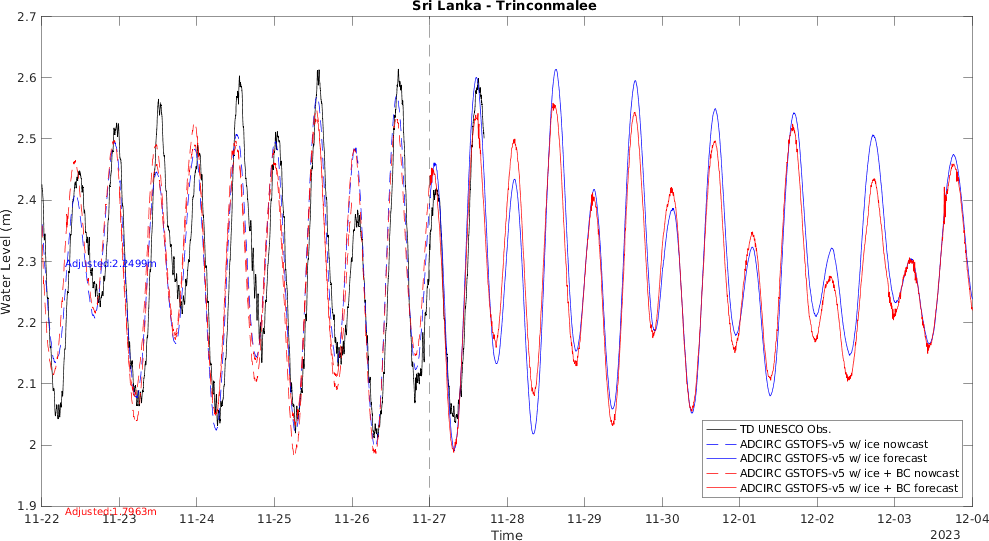 Sri Lanka - Trinconmalee
2.7
2.6
2.5
2.4
2.3
2.2
2.1
2
1.9
Water Level (m)
Adjusted:2.2499m
Adjusted:1.7963m
TD UNESCO Obs.
ADCIRC GSTOFS-v5 w/ ice nowcast
ADCIRC GSTOFS-v5 w/ ice forecast
ADCIRC GSTOFS-v5 w/ ice + BC nowcast
ADCIRC GSTOFS-v5 w/ ice + BC forecast
11-22 11-23 11-24 11-25 11-26 11-27 11-28 11-29 11-30 12-01 12-02 12-03 12-04
Time
2023